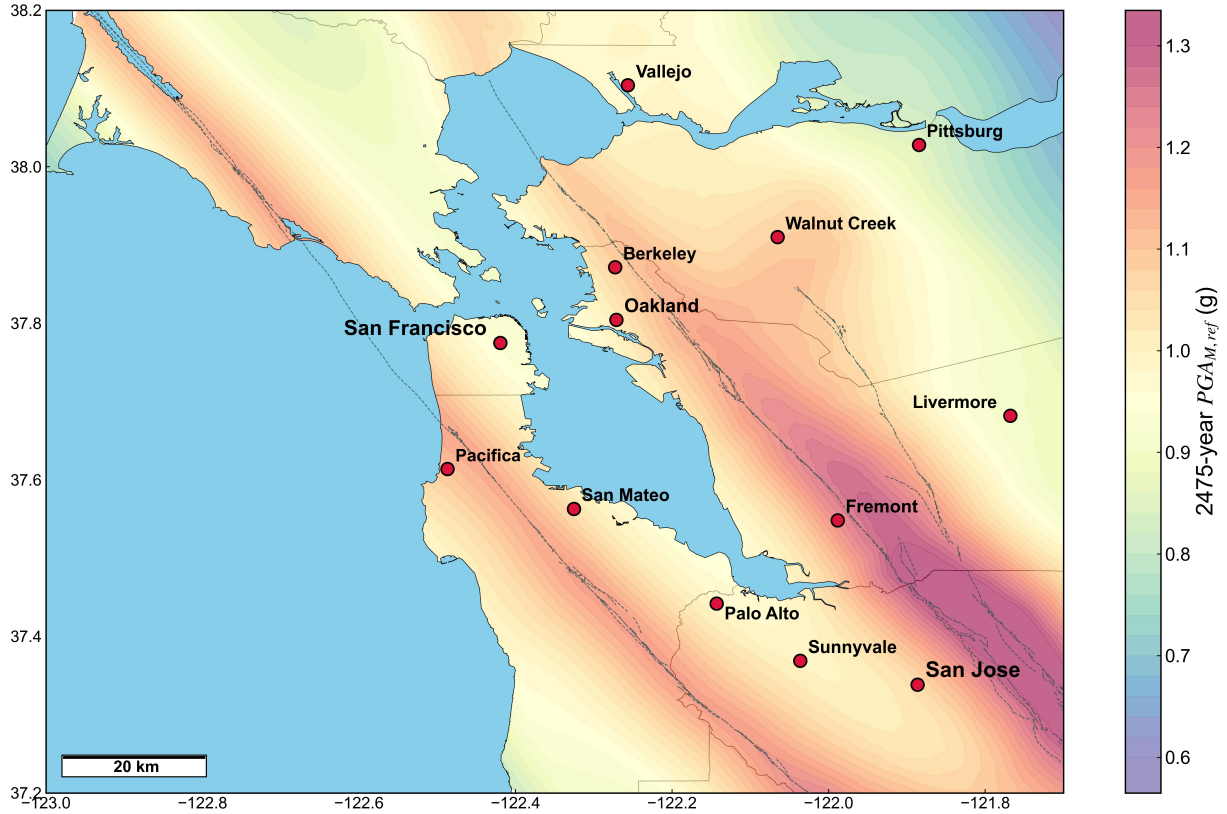 38.2
38.0
37.8
37.6
37.4
37.2
−123.0
−122.8
−122.6
−122.4
−122.2
−122.0
−121.8
Vallejo
Pittsburg
Walnut Creek
Berkeley
Oakland
San Francisco
Livermore
Pacifica
San Mateo
Fremont
Palo Alto
Sunnyvale
San Jose
20 km
1.3
1.2
1.1
1.0
0.9
0.8
0.7
0.6
2475-year PGA_{M, ref} (g)